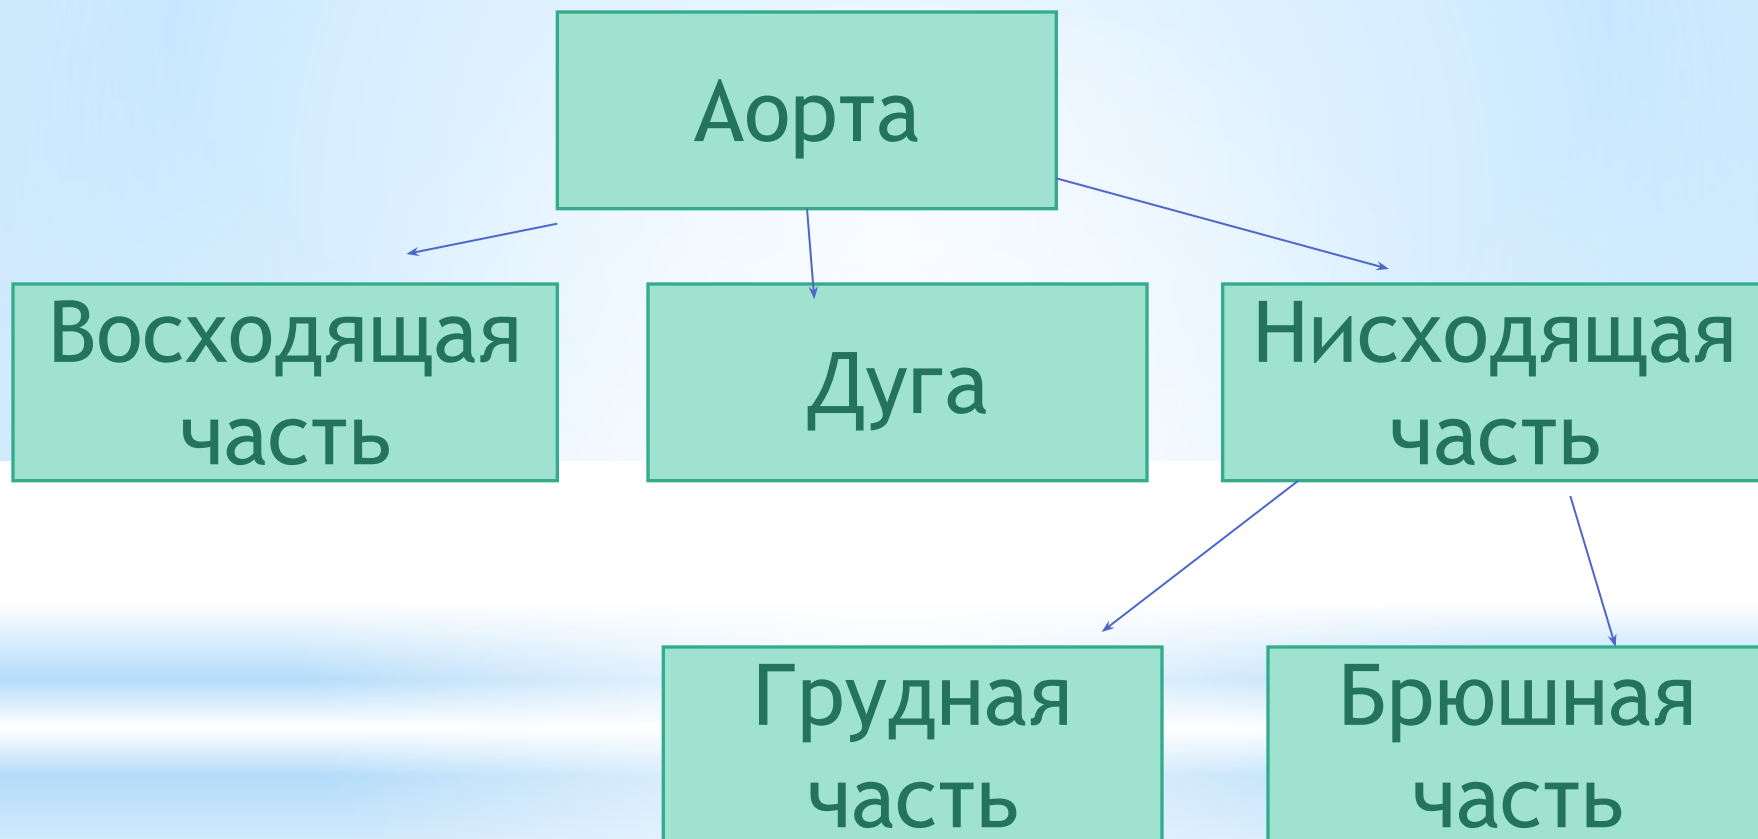 Аорта
Восходящая
часть
Дуга
Нисходящая
часть
Грудная
часть
Брюшная
часть